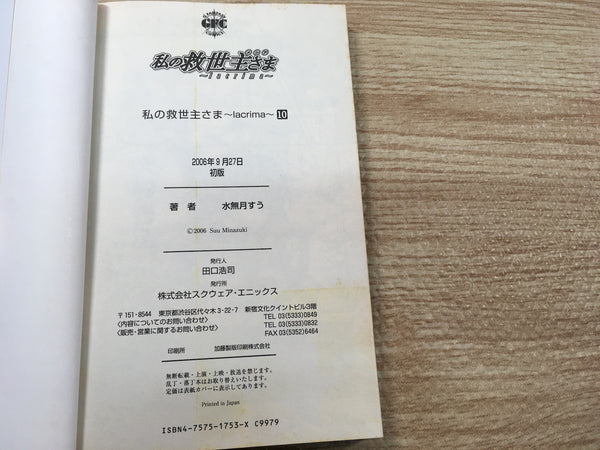 GFC
私の救世主さま
~lacrima~
私の救世主さま~lacrima~ 10
2006年9月27日
初版
著者 水無月すう
©2006 Suu Minazuki
発行人
田口浩司
発行所
株式会社スクウェア・エニックス
〒151-8544 東京都渋谷区代々木3-22-7 新宿文化クイントビル3階
〈内容についてのお問い合わせ〉 TEL 03(5333)0849
〈販売・営業に関するお問い合わせ〉 TEL 03(5333)0832
FAX 03(5352)6464
印刷所 加藤製版印刷株式会社
無断転載・上演・上映・放送を禁じます。
乱丁・落丁本はお取り替えいたします。
定価は表紙カバーに表示してあります。
Printed in Japan
ISBN4-7575-1753-X C9979